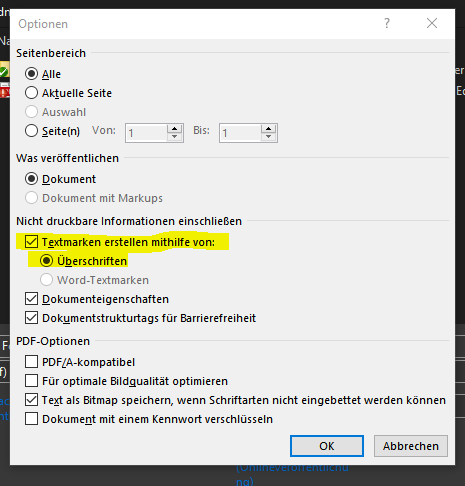 Optionen
Seitenbereich
Alle
Aktuelle Seite
Auswahl
Seite(n) Von: 1 Bis: 1
Was veröffentlichen
Dokument
Dokument mit Markups
Nicht druckbare Informationen einschließen
Textmarken erstellen mithilfe von:
Überschriften
Word-Textmarken
Dokumenteigenschaften
Dokumentstrukturtags für Barrierefreiheit
PDF-Optionen
PDF/A-kompatibel
Für optimale Bildqualität optimieren
Text als Bitmap speichern, wenn Schriftarten nicht eingebettet werden können
Dokument mit einem Kennwort verschlüsseln
OK Abbrechen
(Onlineveröffentlichu
ng)